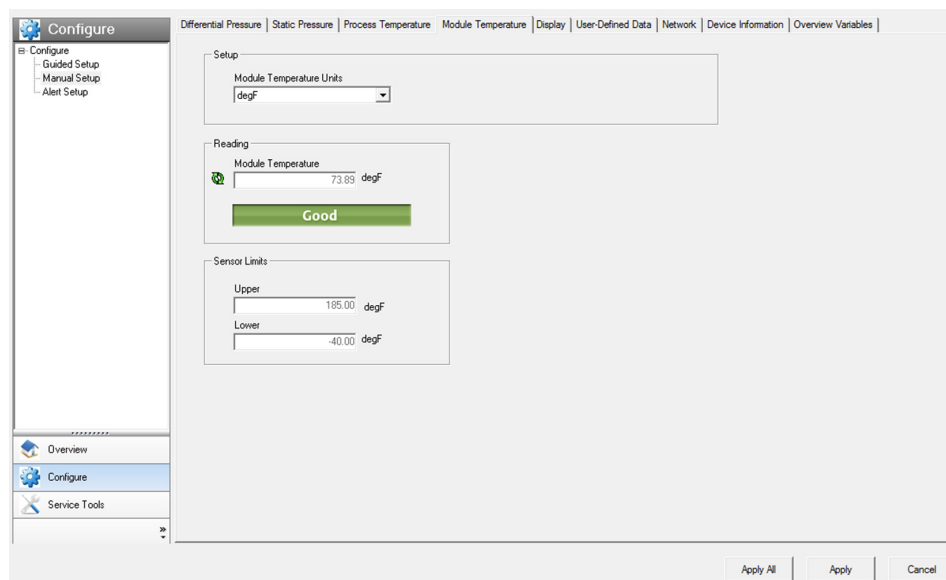 Configure
Differential Pressure | Static Pressure | Process Temperature | Module Temperature | Display | User-Defined Data | Network | Device Information | Overview Variables |
Configure
Guided Setup
Manual Setup
Alert Setup
Setup
Module Temperature Units
degF
Reading
Module Temperature
73.89 degF
Good
Sensor Limits
Upper
185.00 degF
Lower
-40.00 degF
Overview
Configure
Service Tools
»
Apply All Apply Cancel